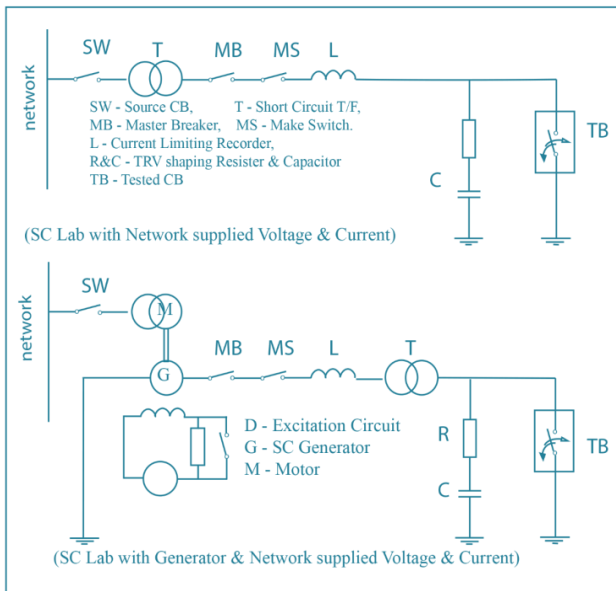 SW T MB MS L
network
SW - Source CB, T - Short Circuit T/F,
MB - Master Breaker, MS - Make Switch.
L - Current Limiting Recorder,
R&C - TRV shaping Resister & Capacitor
TB - Tested CB
TB
C
(SC Lab with Network supplied Voltage & Current)
SW
network
M
MB MS L T
G
D - Excitation Circuit
G - SC Generator
M - Motor
R
TB
C
(SC Lab with Generator & Network supplied Voltage & Current)